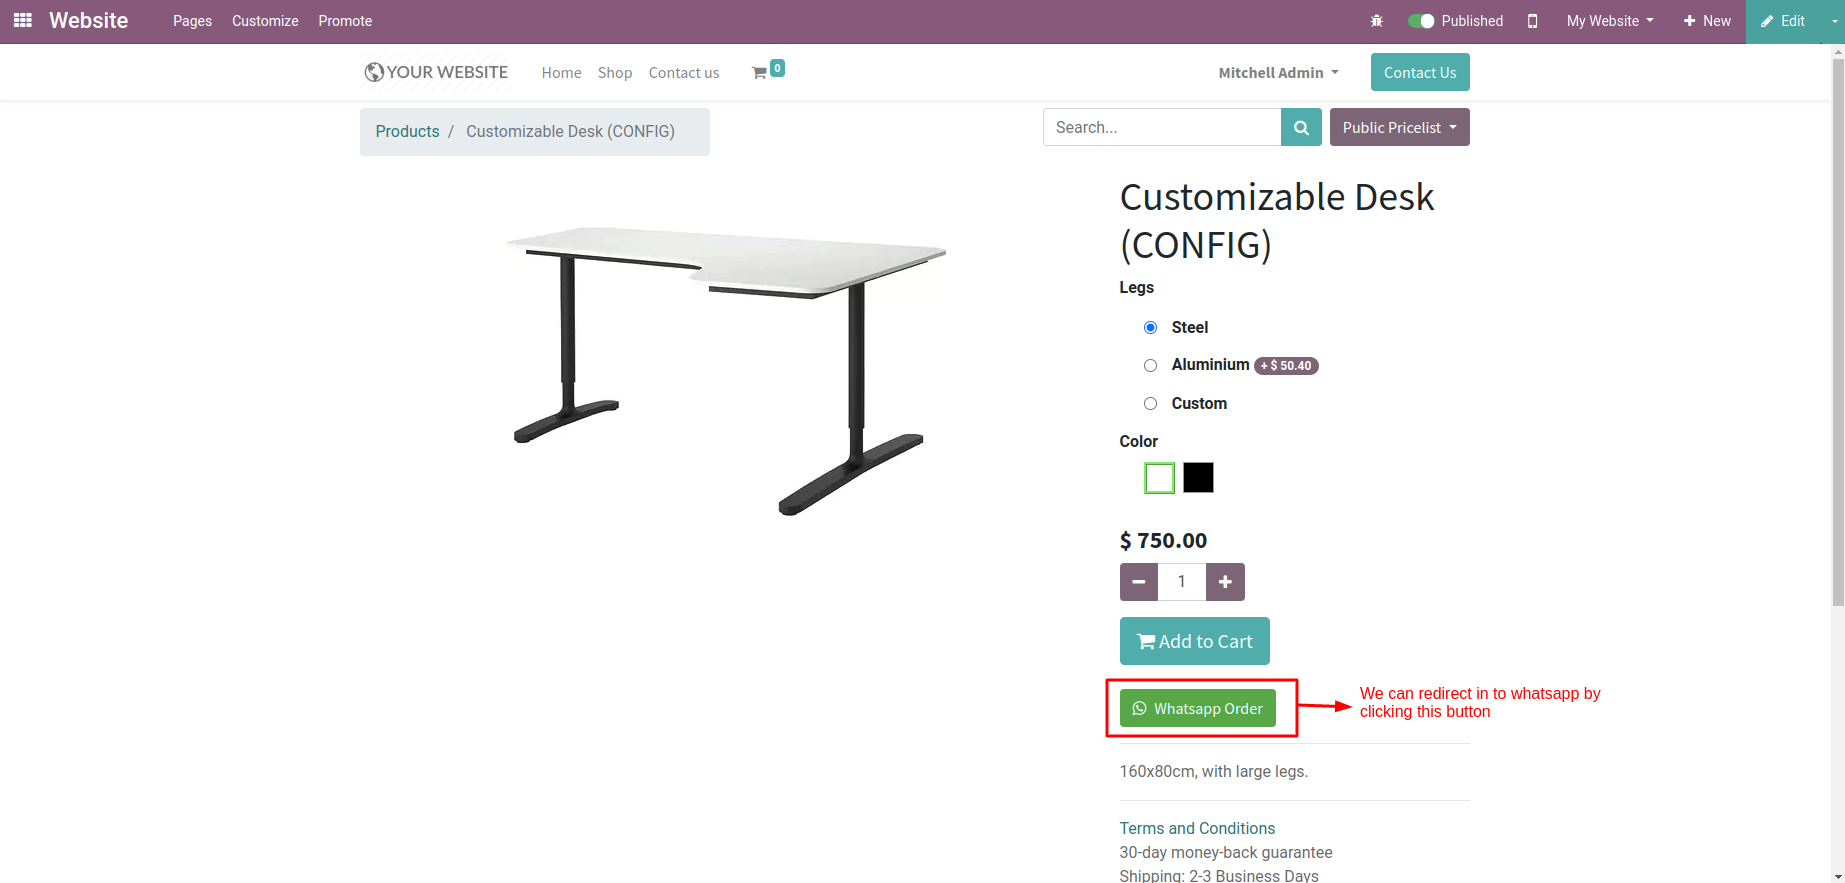 Website Pages Customize Promote Published My Website New Edit
YOUR WEBSITE Home Shop Contact us 0 Mitchell Admin Contact Us
Products / Customizable Desk (CONFIG) Search... Public Pricelist
Customizable Desk
(CONFIG)
Legs
Steel
Aluminium + $ 50.40
Custom
Color
$ 750.00
1
Add to Cart
Whatsapp Order
We can redirect in to whatsapp by
clicking this button
160x80cm, with large legs.
Terms and Conditions
30-day money-back guarantee
Shipping: 2-3 Business Days